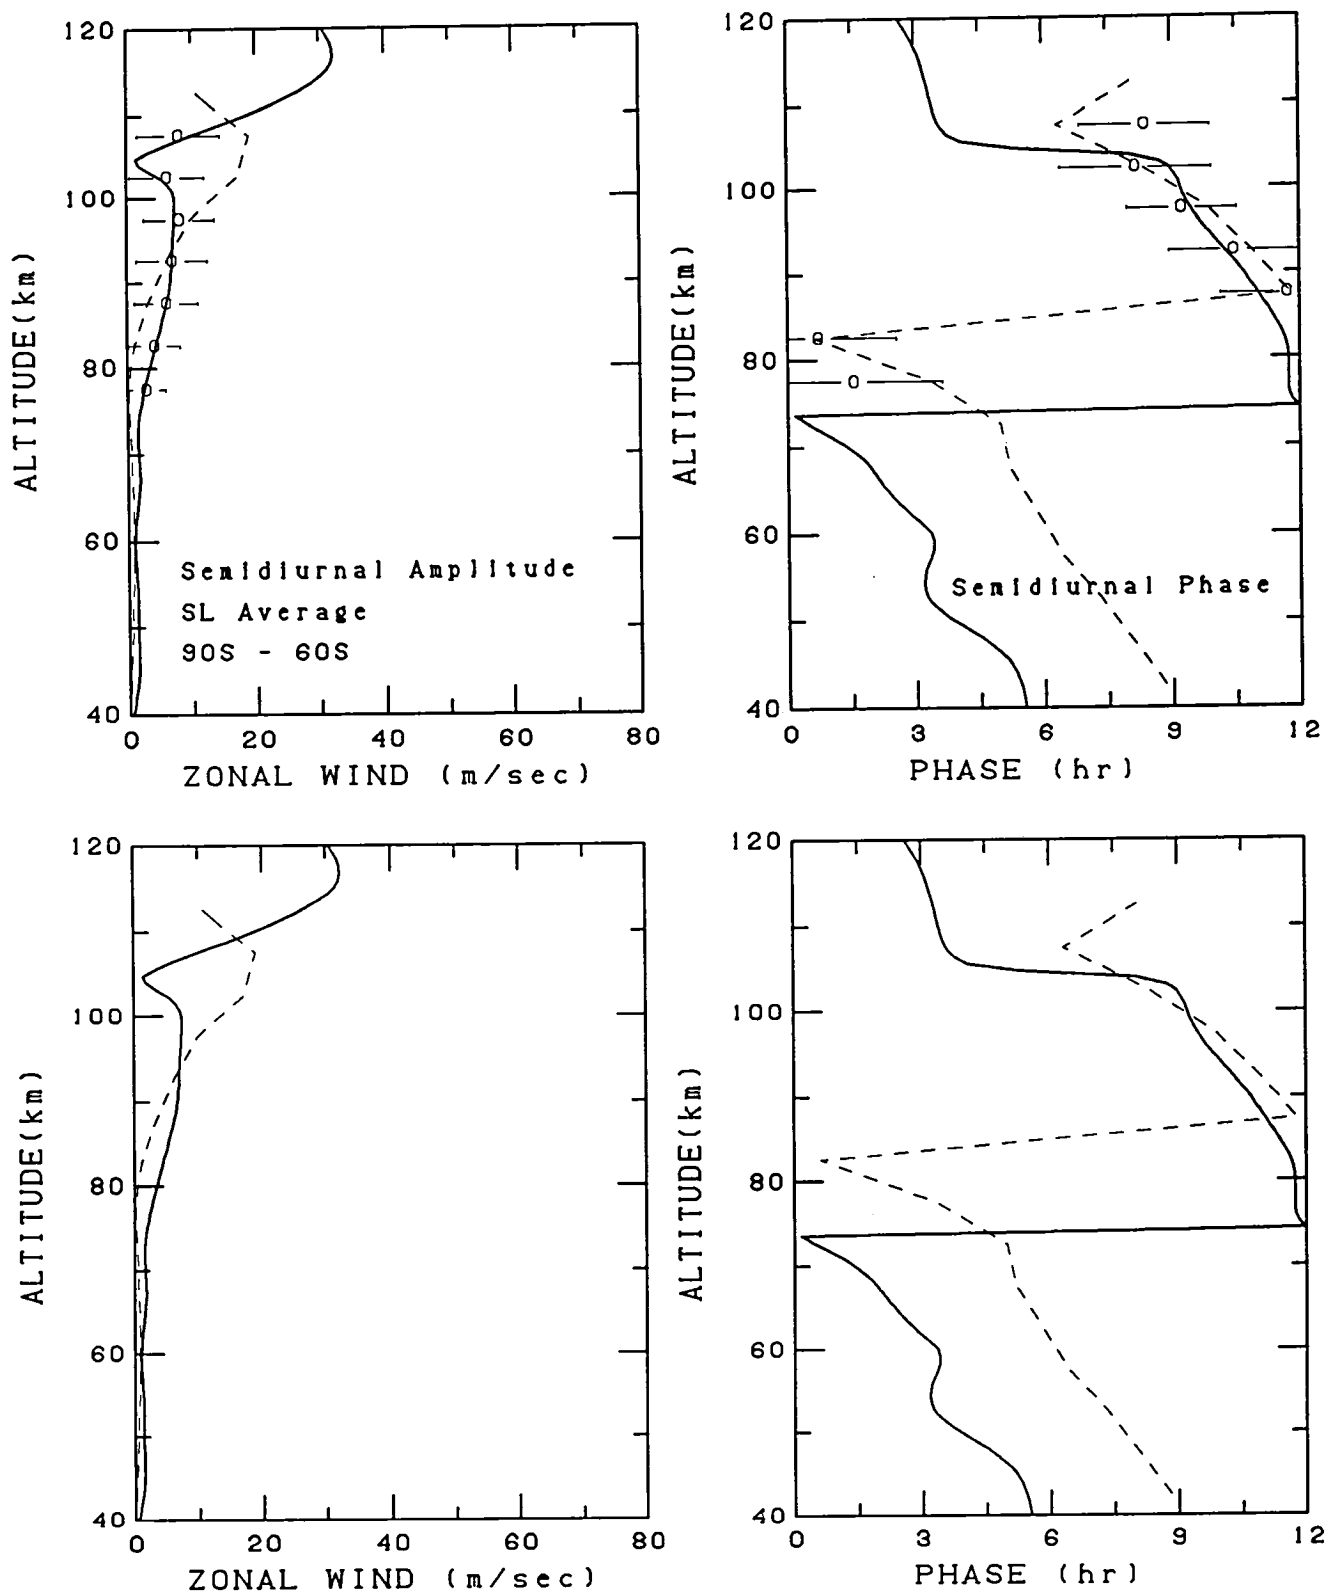 120
100
80
60
40
ALTITUDE(km)
Semidiurnal Amplitude
SL Average
90S - 60S
0 20 40 60 80
ZONAL WIND (m/sec)
120
100
80
60
40
ALTITUDE(km)
Semidiurnal Phase
0 3 6 9 12
PHASE (hr)
120
100
80
60
40
ALTITUDE(km)
0 20 40 60 80
ZONAL WIND (m/sec)
120
100
80
60
40
ALTITUDE(km)
0 3 6 9 12
PHASE (hr)